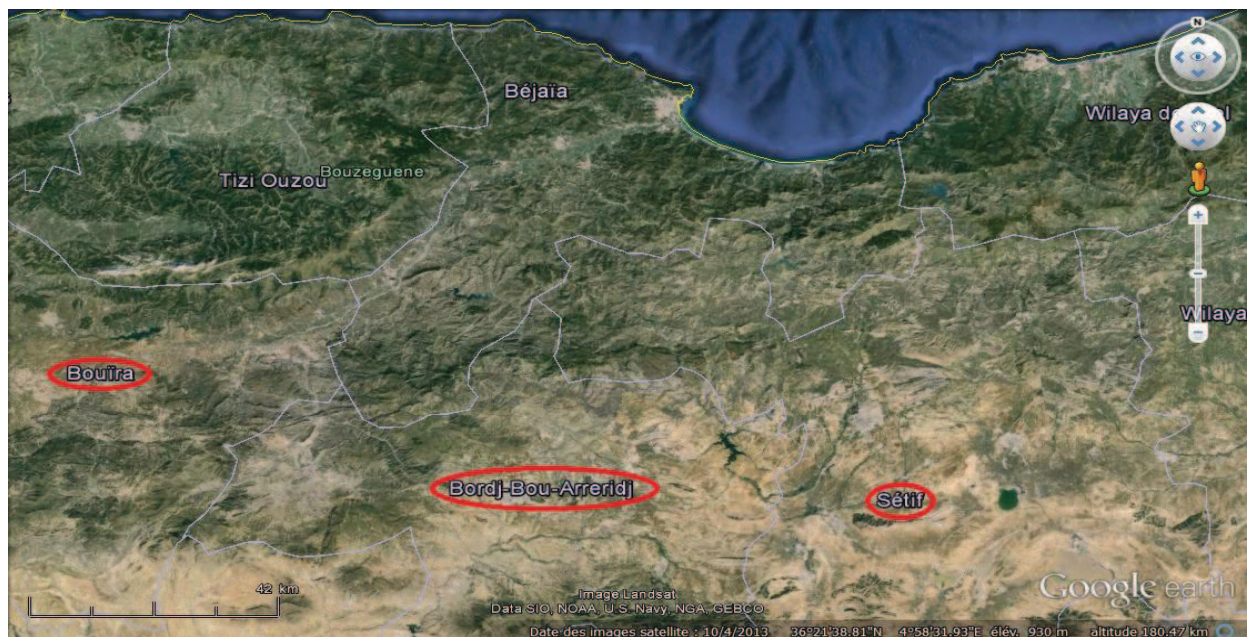 N
Béjaïa
Wilaya de
Tizi Ouzou
Bouzeguene
Wilaya
Bouïra
Bordj-Bou-Arreridj
Sétif
42 km
Image Landsat
Data SIO, NOAA, U.S. Navy, NGA, GEBCO
Google earth
Date des images satellite : 10/4/2013 36°21'38.81"N 4°58'31.93"E élév. 930 m altitude 180.47 km